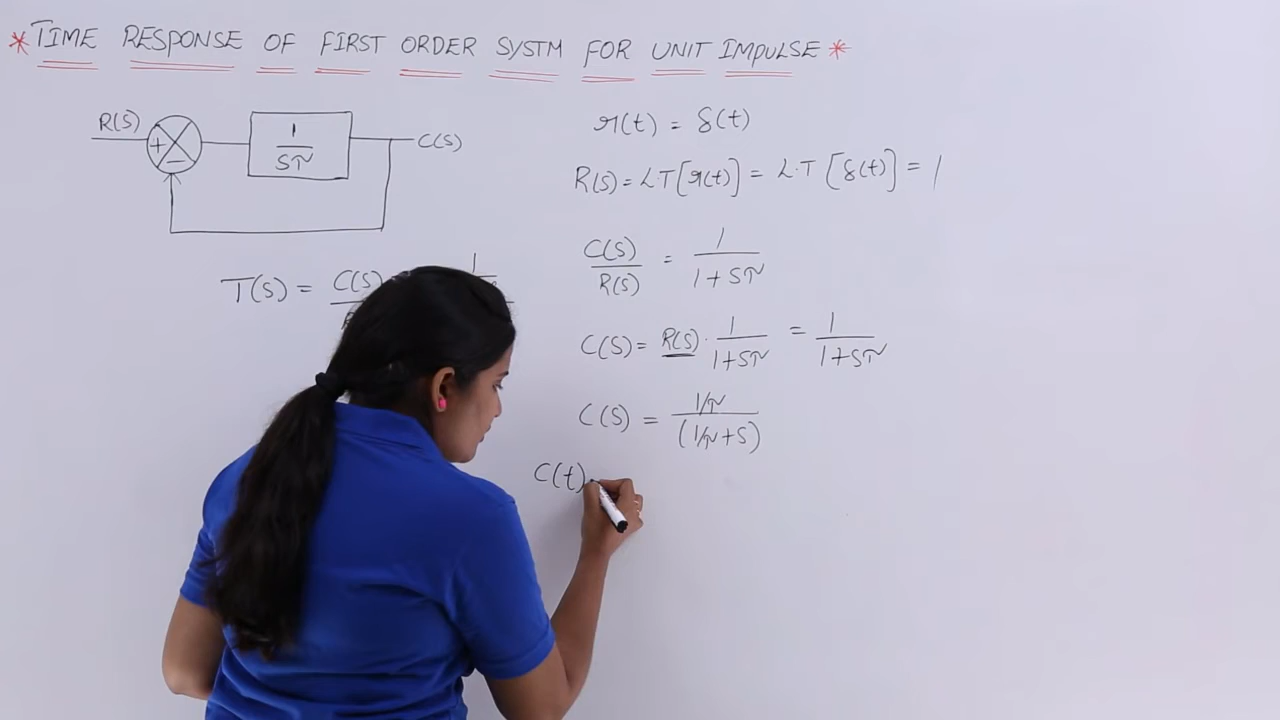 *TIME RESPONSE OF FIRST ORDER SYSTM FOR UNIT IMPULSE*
R(S) + − 1/Sτ C(S)
T(S) = C(S)
r(t) = δ(t)
R(S) = LT[r(t)] = L.T [δ(t)] = 1
C(S)/R(S) = 1/1+Sτ
C(S) = R(S) · 1/1+Sτ = 1/1+Sτ
C(S) = 1/τ/(1/τ+S)
C(t)